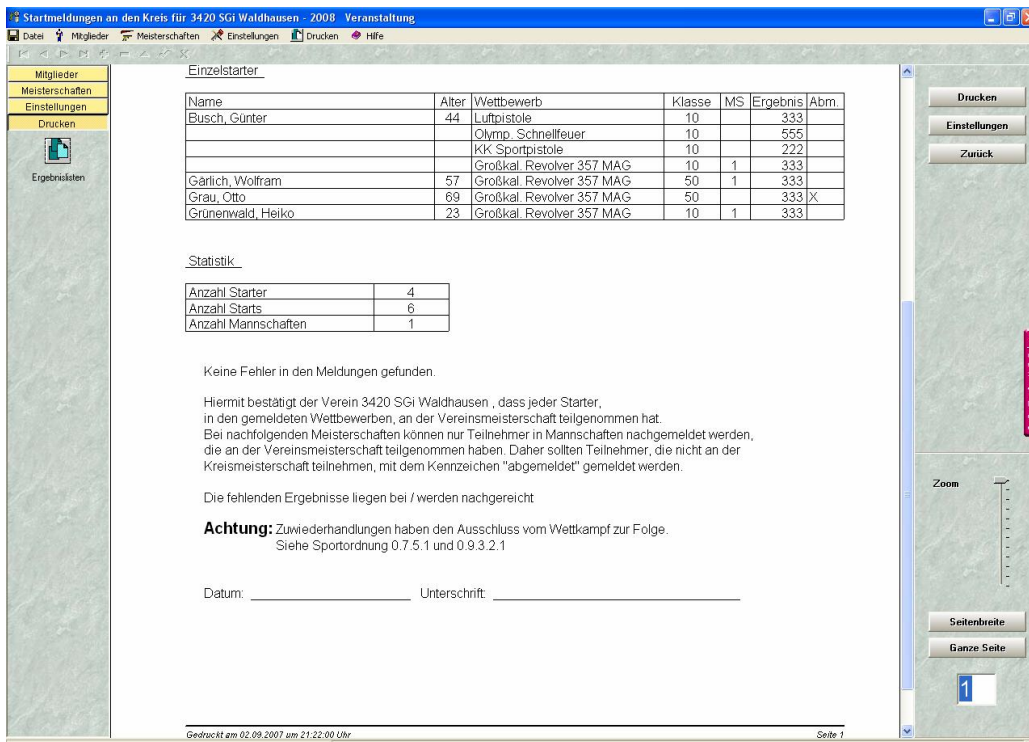 Startmeldungen an den Kreis für 3420 SGi Waldhausen - 2008 Veranstaltung
Datei Mitglieder Meisterschaften Einstellungen Drucken Hilfe
Mitglieder
Meisterschaften
Einstellungen
Drucken
Ergebnislisten
Einzelstarter
Name Alter Wettbewerb Klasse MS Ergebnis Abm.
Busch, Günter 44 Luftpistole 10 333
Olymp. Schnellfeuer 10 555
KK Sportpistole 10 222
Großkal. Revolver 357 MAG 10 1 333
Gärlich, Wolfram 57 Großkal. Revolver 357 MAG 50 1 333
Grau, Otto 69 Großkal. Revolver 357 MAG 50 333 X
Grünenwald, Heiko 23 Großkal. Revolver 357 MAG 10 1 333
Statistik
Anzahl Starter 4
Anzahl Starts 6
Anzahl Mannschaften 1
Keine Fehler in den Meldungen gefunden.
Hiermit bestätigt der Verein 3420 SGi Waldhausen , dass jeder Starter,
in den gemeldeten Wettbewerben, an der Vereinsmeisterschaft teilgenommen hat.
Bei nachfolgenden Meisterschaften können nur Teilnehmer in Mannschaften nachgemeldet werden,
die an der Vereinsmeisterschaft teilgenommen haben. Daher sollten Teilnehmer, die nicht an der
Kreismeisterschaft teilnehmen, mit dem Kennzeichen "abgemeldet" gemeldet werden.
Die fehlenden Ergebnisse liegen bei / werden nachgereicht
Achtung: Zuwiederhandlungen haben den Ausschluss vom Wettkampf zur Folge.
Siehe Sportordnung 0.7.5.1 und 0.9.3.2.1
Datum: Unterschrift:
Gedruckt am 02.09.2007 um 21:22:00 Uhr Seite 1
Drucken
Einstellungen
Zurück
Zoom
Seitenbreite
Ganze Seite
1